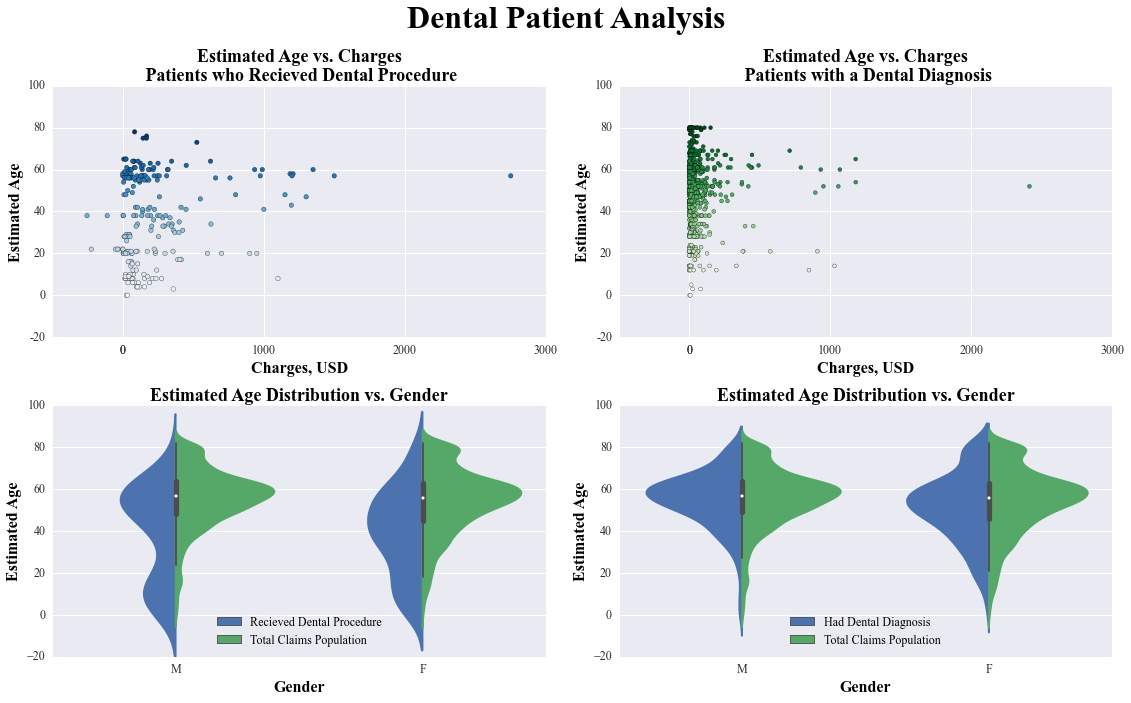 Dental Patient Analysis
Estimated Age vs. Charges
Patients who Recieved Dental Procedure
100
80
60
40
20
0
-20
Estimated Age
0
0
1000
2000
3000
Charges, USD
Estimated Age vs. Charges
Patients with a Dental Diagnosis
100
80
60
40
20
0
-20
Estimated Age
0
0
1000
2000
3000
Charges, USD
Estimated Age Distribution vs. Gender
100
80
60
40
20
0
−20
Estimated Age
Recieved Dental Procedure
Total Claims Population
M
F
Gender
Estimated Age Distribution vs. Gender
100
80
60
40
20
0
−20
Estimated Age
Had Dental Diagnosis
Total Claims Population
M
F
Gender